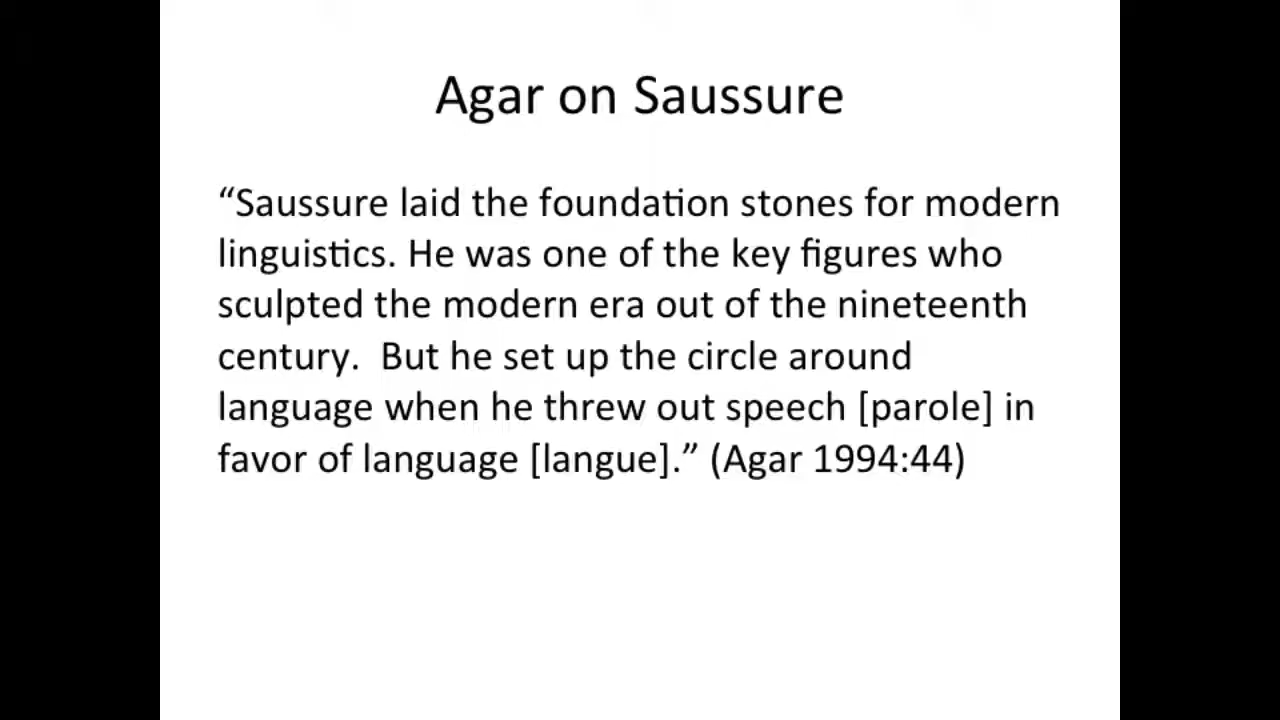 Agar on Saussure
“Saussure laid the foundation stones for modern
linguistics. He was one of the key figures who
sculpted the modern era out of the nineteenth
century.  But he set up the circle around
language when he threw out speech [parole] in
favor of language [langue].” (Agar 1994:44)